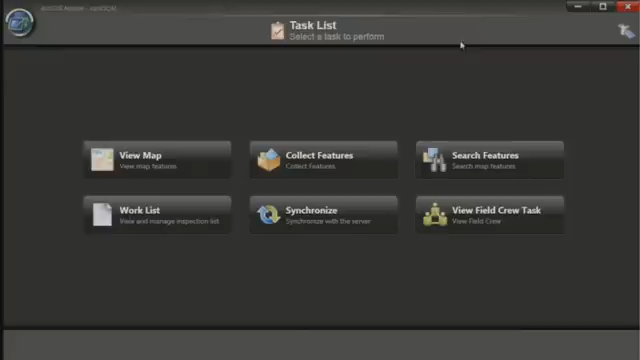 Task List
Select a task to perform
View Map
View map features
Collect Features
Collect Features
Search Features
Search map features
Work List
View and manage inspection list
Synchronize
Synchronize with the server
View Field Crew Task
View Field Crew